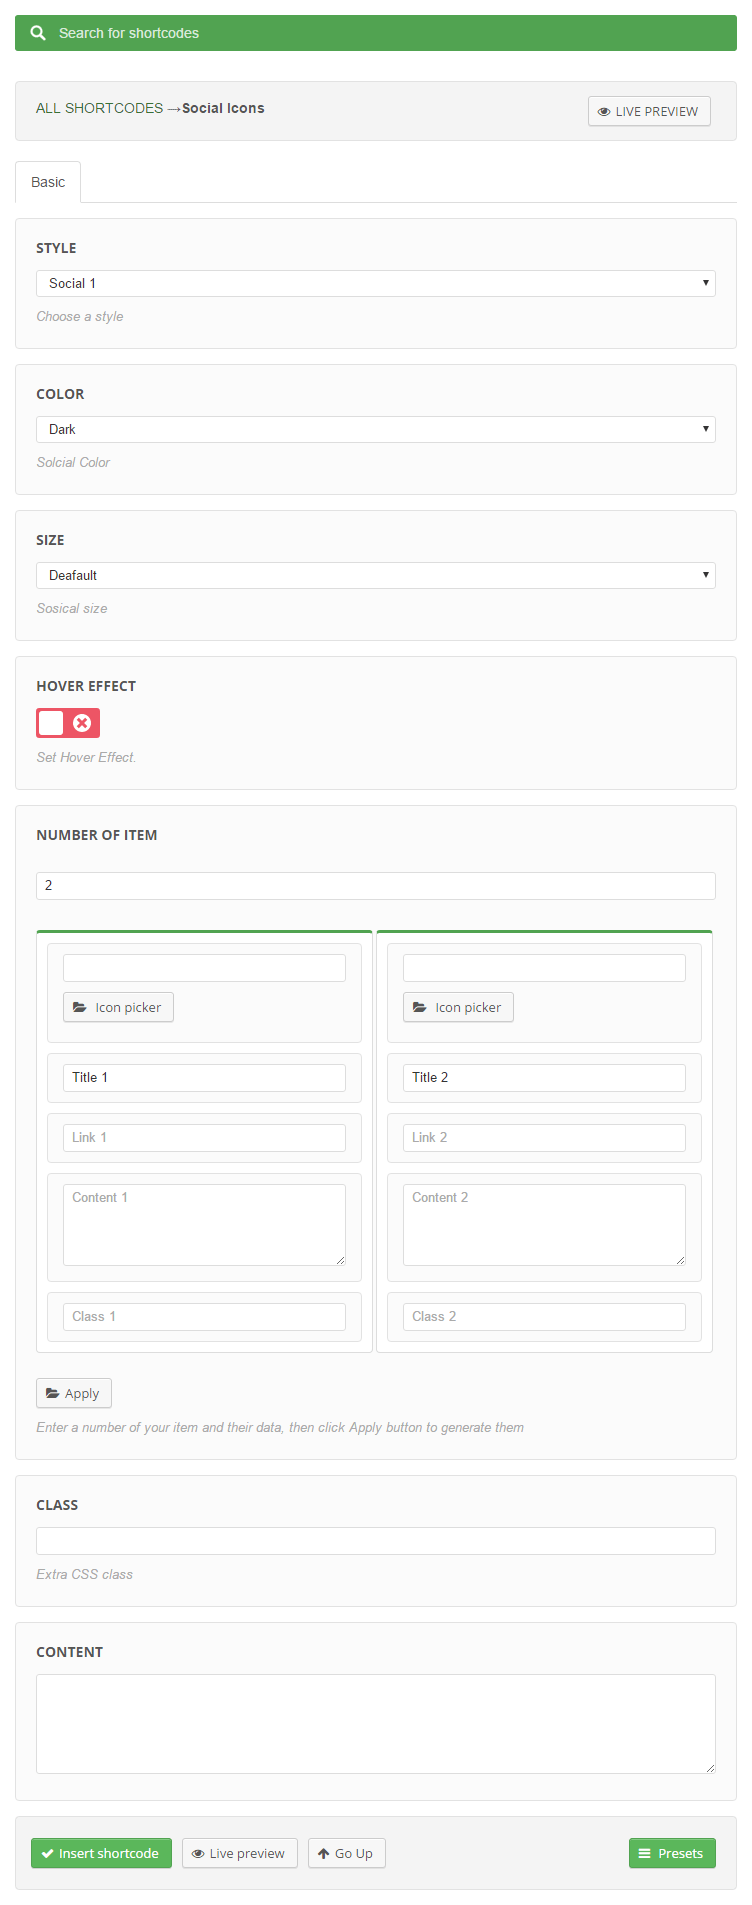 Search for shortcodes
ALL SHORTCODES →Social Icons
LIVE PREVIEW
Basic
STYLE
Social 1
Choose a style
COLOR
Dark
Solcial Color
SIZE
Deafault
Sosical size
HOVER EFFECT
Set Hover Effect.
NUMBER OF ITEM
2
Icon picker
Title 1
Link 1
Content 1
Class 1
Icon picker
Title 2
Link 2
Content 2
Class 2
Apply
Enter a number of your item and their data, then click Apply button to generate them
CLASS
Extra CSS class
CONTENT
Insert shortcode
Live preview
Go Up
Presets